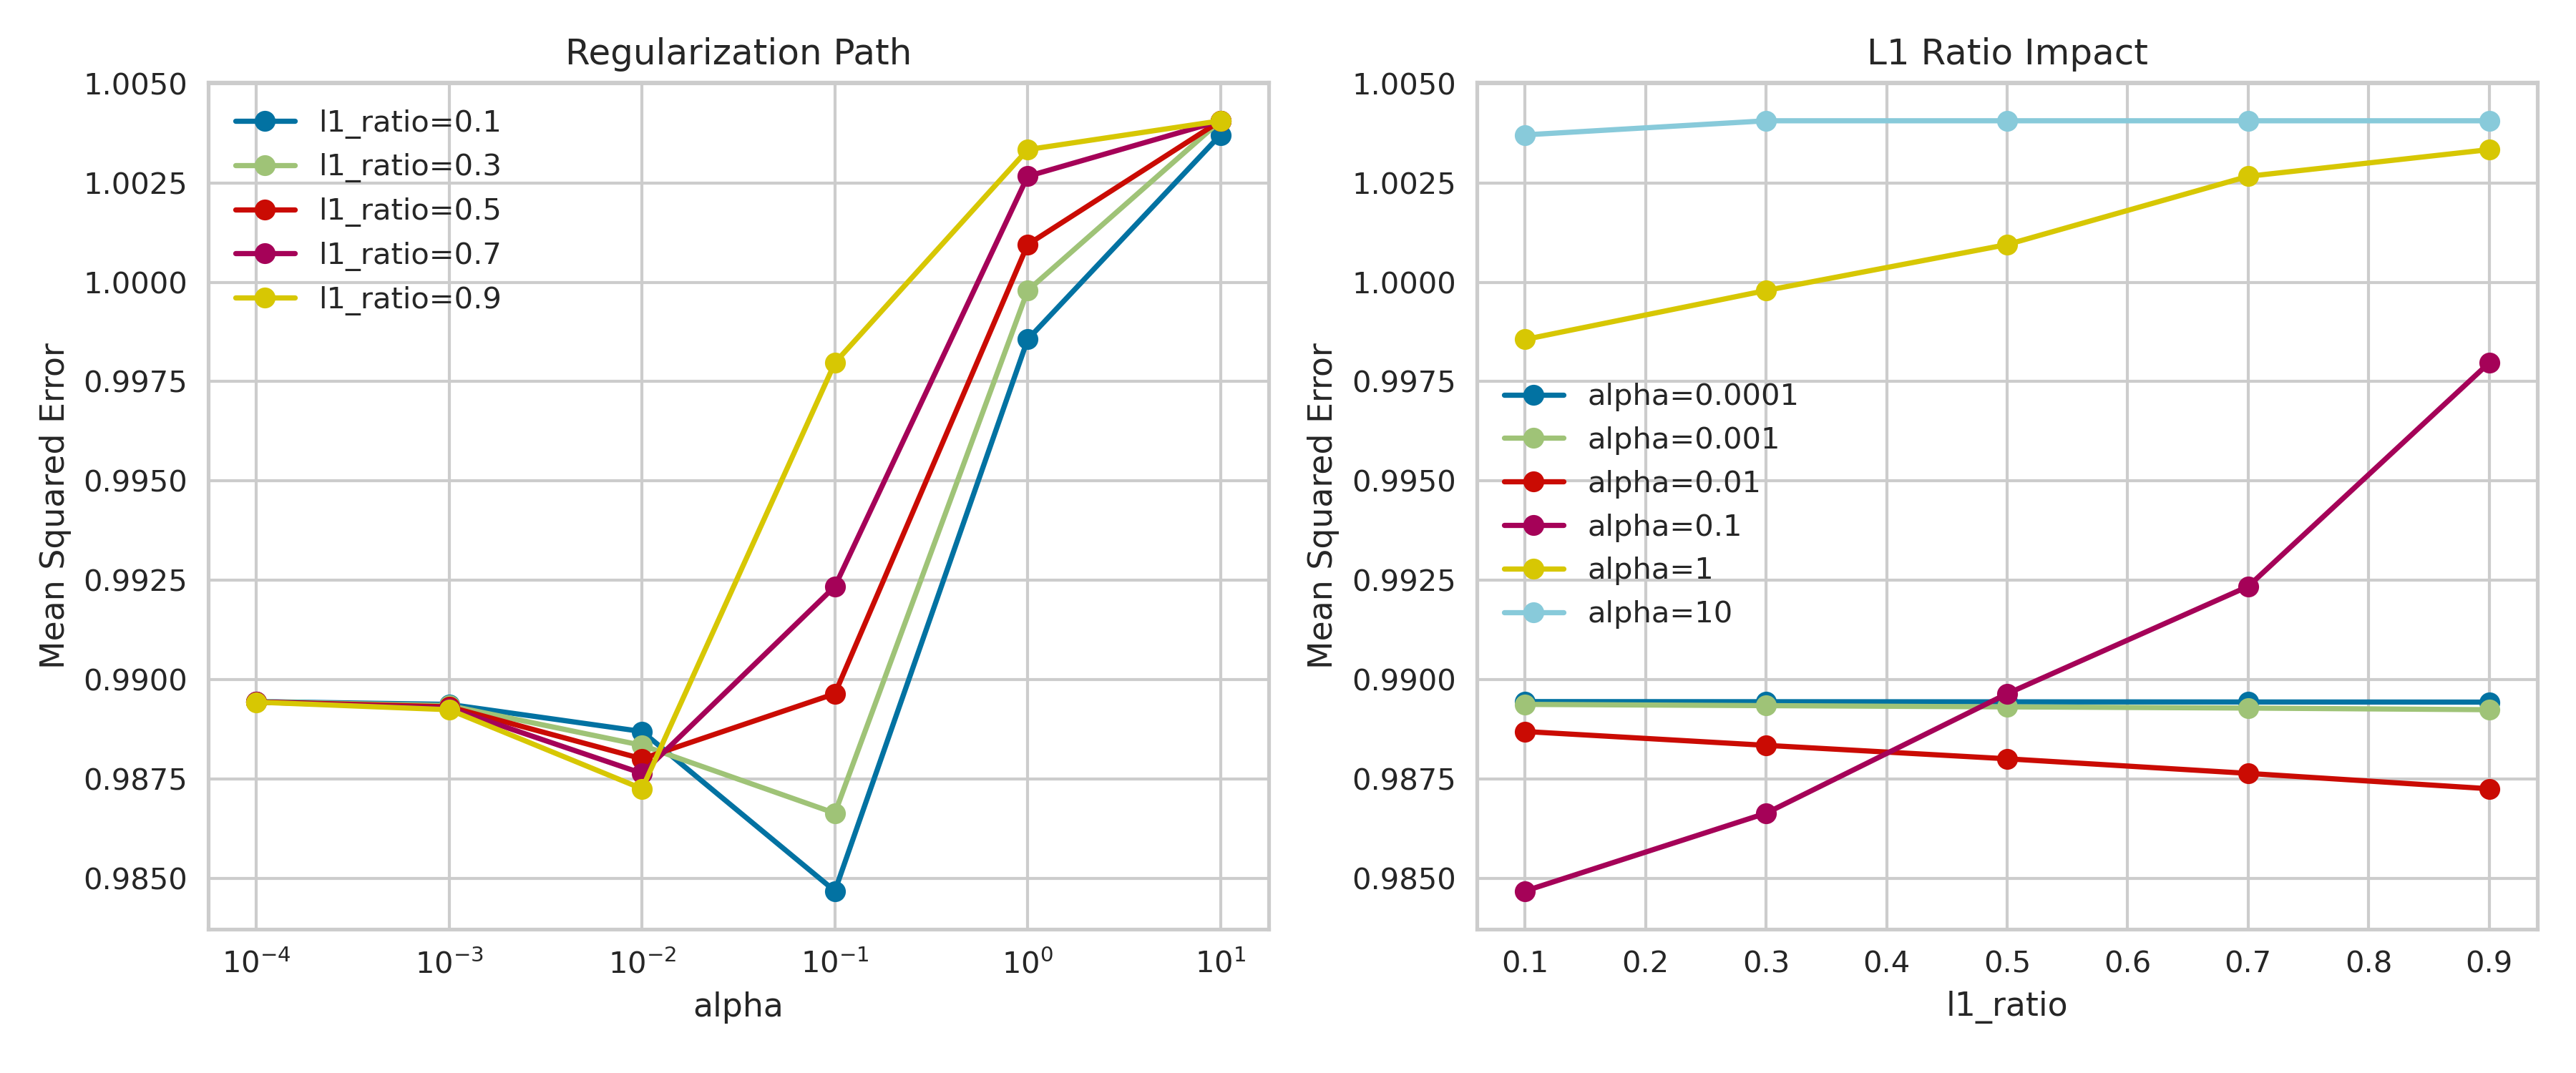 Regularization Path
1.0050
1.0025
1.0000
0.9975
0.9950
0.9925
0.9900
0.9875
0.9850
Mean Squared Error
l1_ratio=0.1
l1_ratio=0.3
l1_ratio=0.5
l1_ratio=0.7
l1_ratio=0.9
10⁻⁴ 10⁻³ 10⁻² 10⁻¹ 10⁰ 10¹
alpha
L1 Ratio Impact
1.0050
1.0025
1.0000
0.9975
0.9950
0.9925
0.9900
0.9875
0.9850
Mean Squared Error
alpha=0.0001
alpha=0.001
alpha=0.01
alpha=0.1
alpha=1
alpha=10
0.1 0.2 0.3 0.4 0.5 0.6 0.7 0.8 0.9
l1_ratio